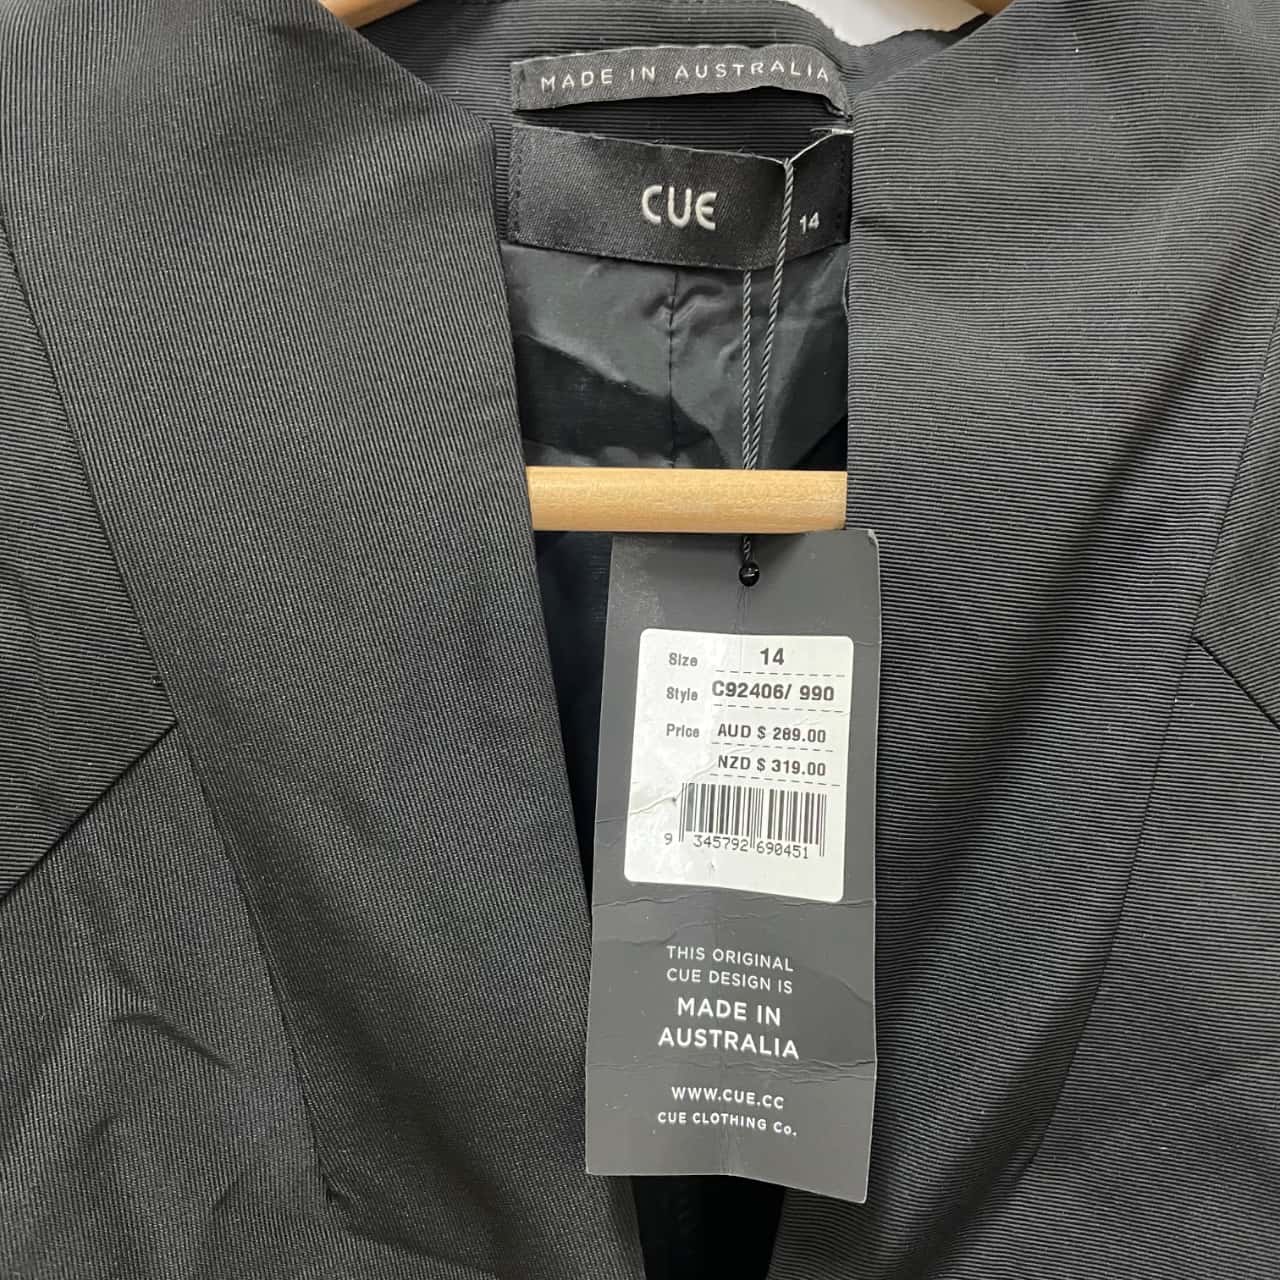 MADE IN AUSTRALIA
CUE
14
Size 14
Style C92406/ 990
Price AUD $ 289.00
NZD $ 319.00
9 345792 690451
THIS ORIGINAL
CUE DESIGN IS
MADE IN
AUSTRALIA
WWW.CUE.CC
CUE CLOTHING Co.